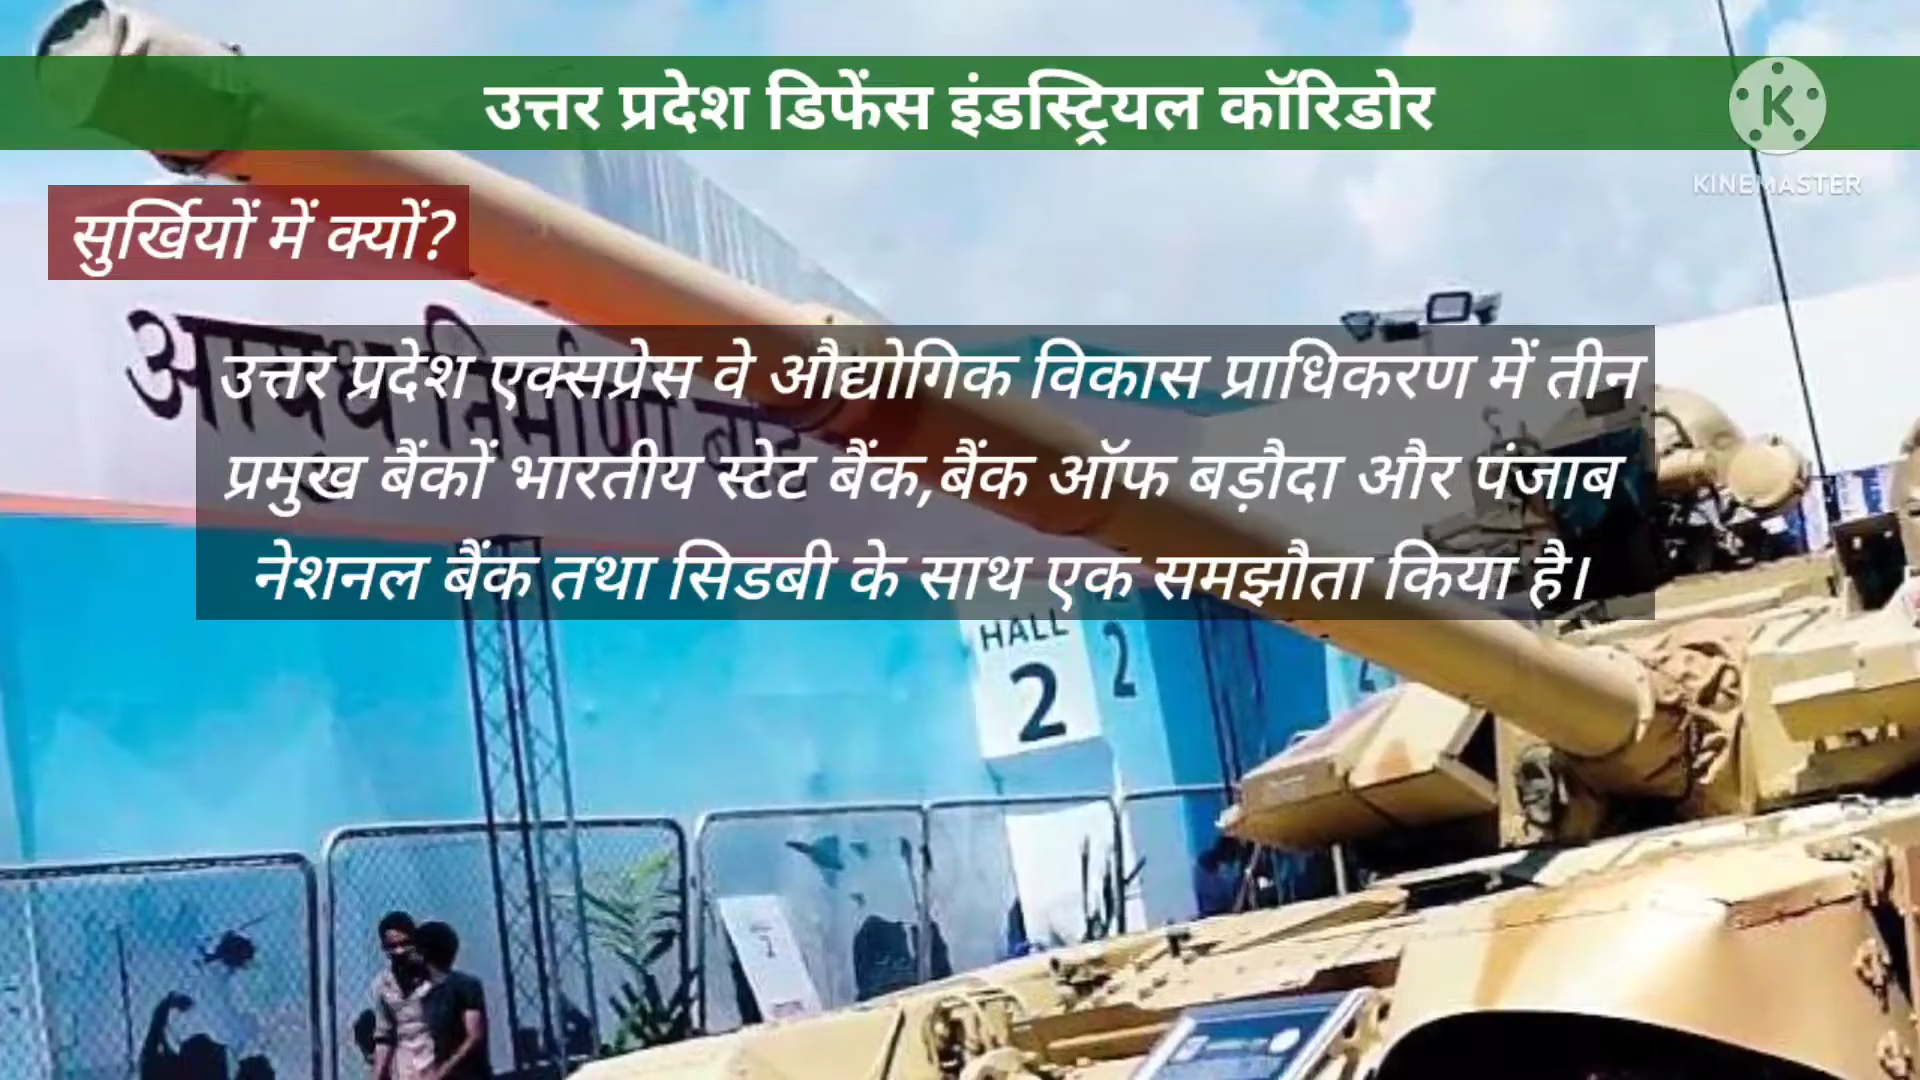 उत्तर प्रदेश डिफेंस इंडस्ट्रियल कॉरिडोर
K
KINEMASTER
सुर्खियों में क्यों?
उत्तर प्रदेश एक्सप्रेस वे औद्योगिक विकास प्राधिकरण में तीन
प्रमुख बैंकों भारतीय स्टेट बैंक,बैंक ऑफ बड़ौदा और पंजाब
नेशनल बैंक तथा सिडबी के साथ एक समझौता किया है।
निर्माणी
HALL
2
2